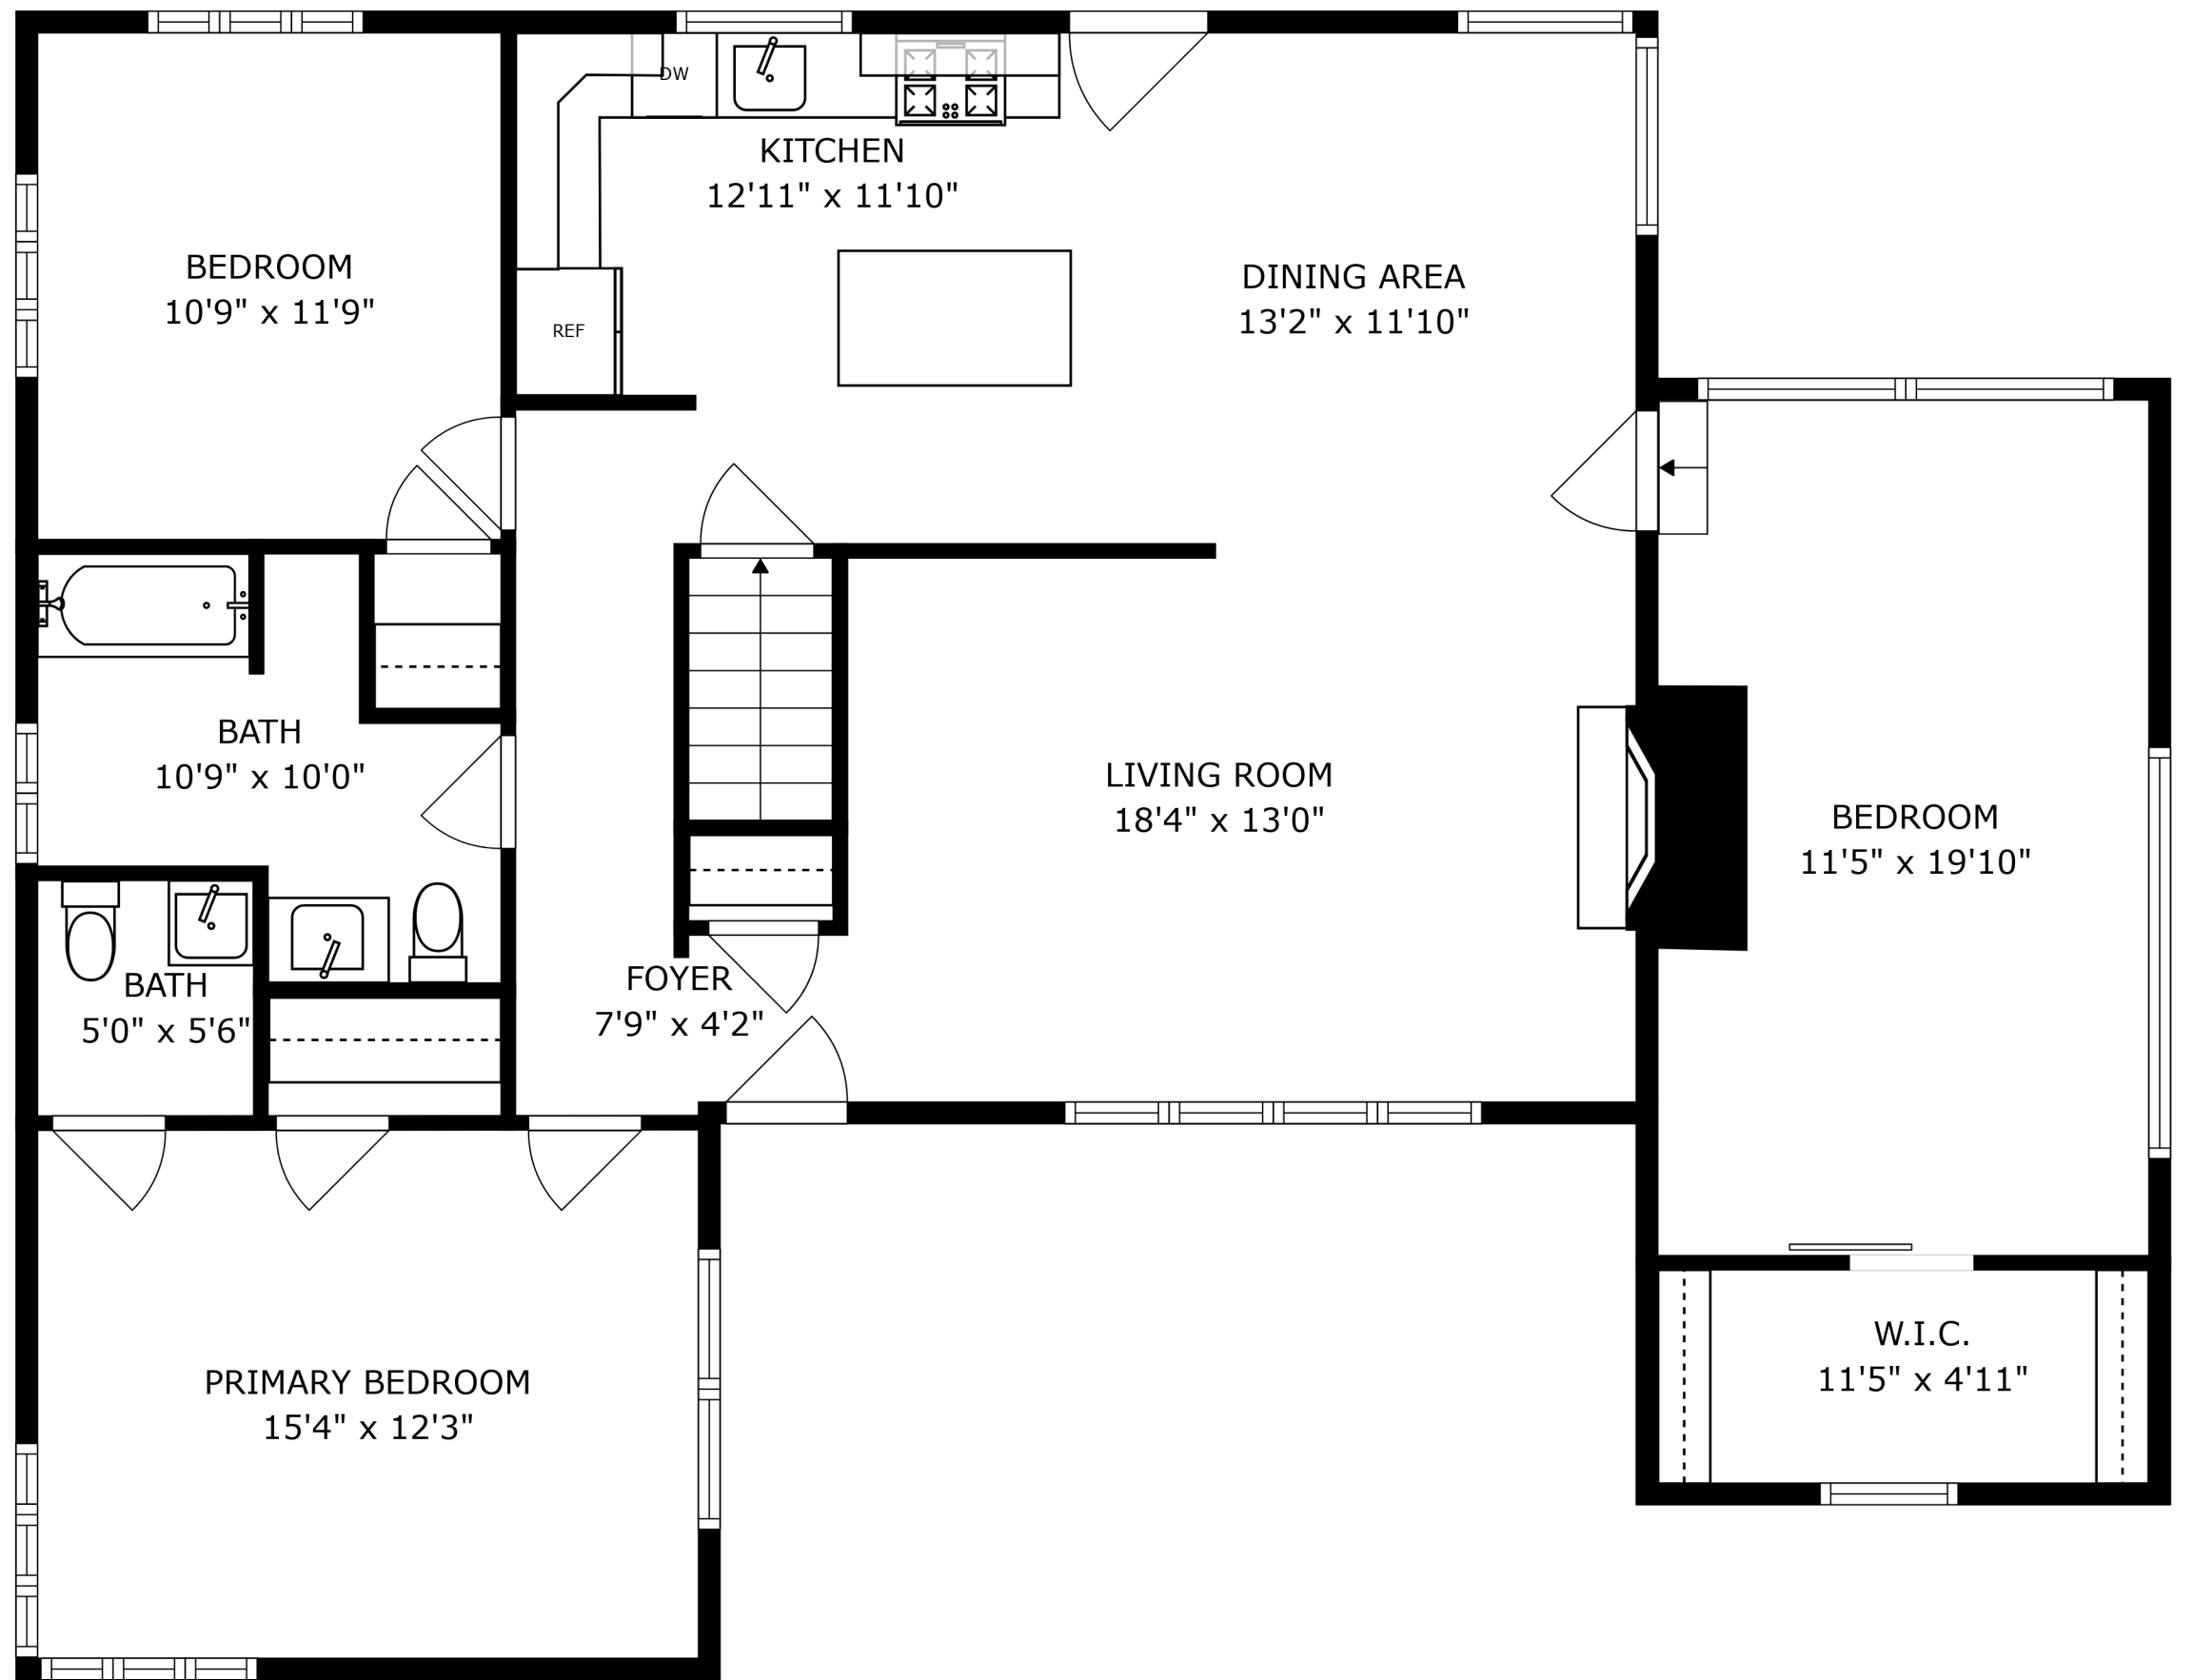 DW
KITCHEN
12'11" x 11'10"
BEDROOM
10'9" x 11'9"
DINING AREA
13'2" x 11'10"
REF
BATH
10'9" x 10'0"
LIVING ROOM
18'4" x 13'0"
BEDROOM
11'5" x 19'10"
BATH
5'0" x 5'6"
FOYER
7'9" x 4'2"
W.I.C.
11'5" x 4'11"
PRIMARY BEDROOM
15'4" x 12'3"